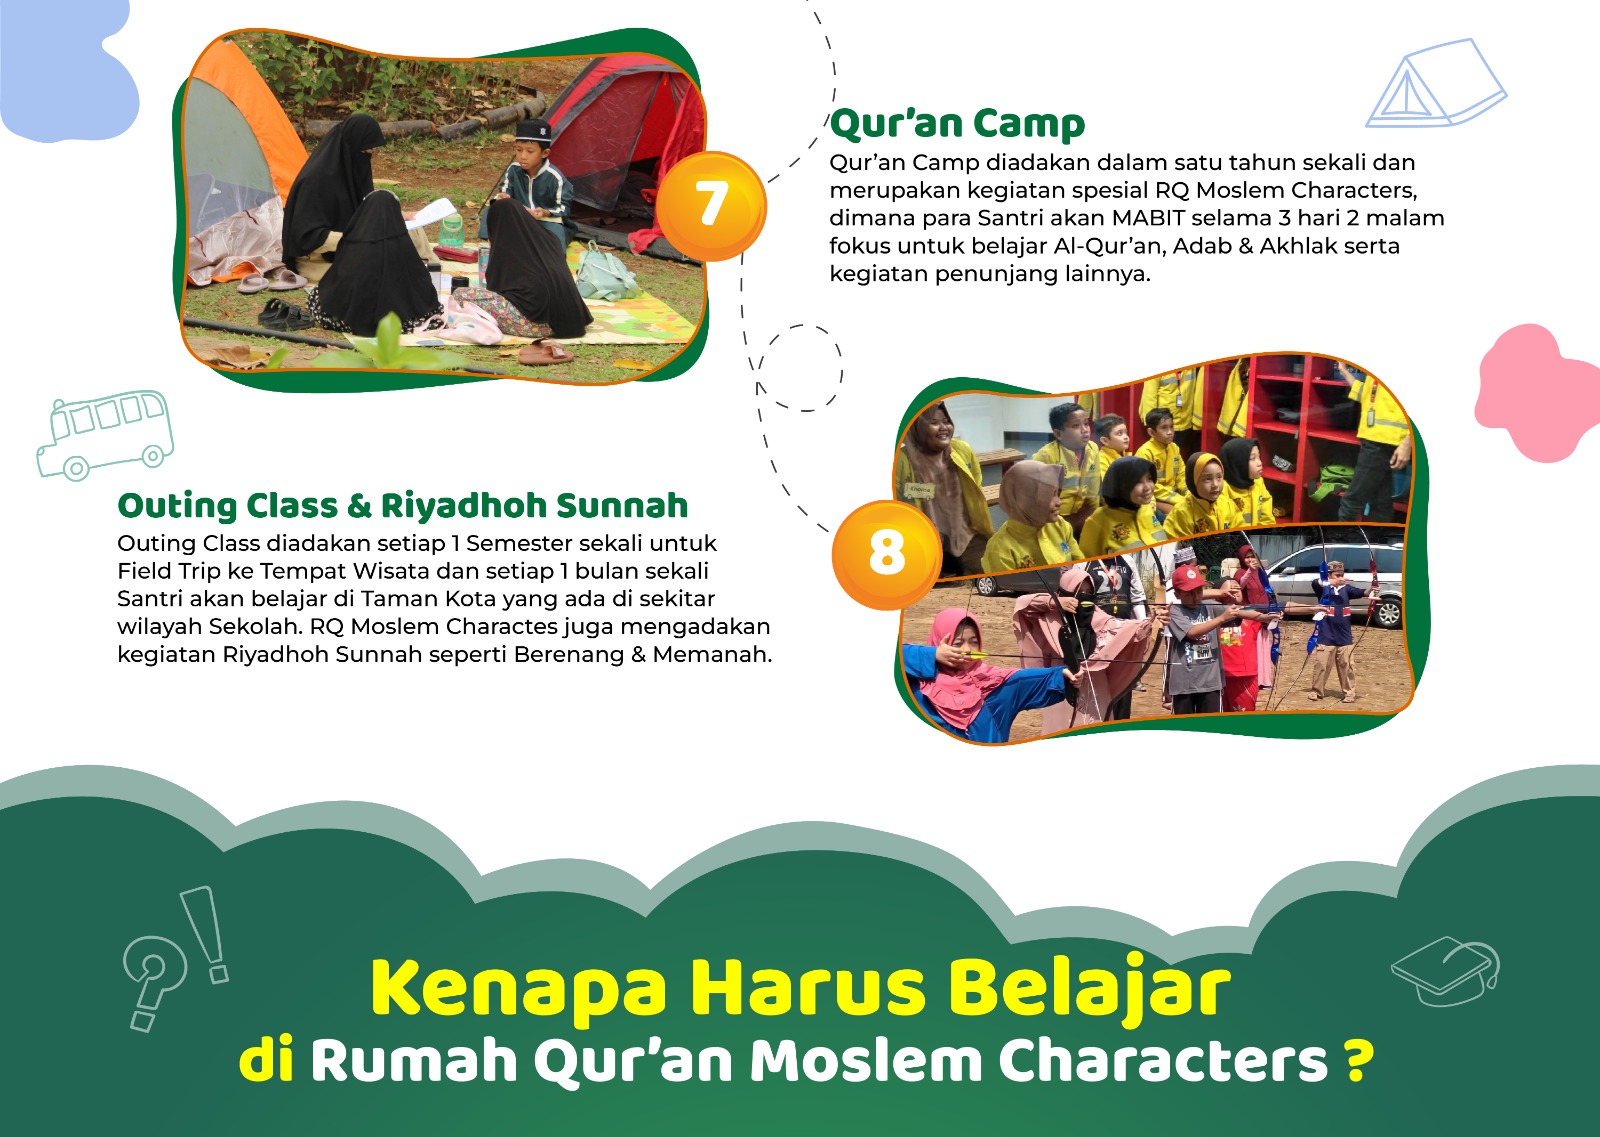 7
Qur'an Camp
Qur'an Camp diadakan dalam satu tahun sekali dan
merupakan kegiatan spesial RQ Moslem Characters,
dimana para Santri akan MABIT selama 3 hari 2 malam
fokus untuk belajar Al-Qur'an, Adab & Akhlak serta
kegiatan penunjang lainnya.
Outing Class & Riyadhoh Sunnah
Outing Class diadakan setiap 1 Semester sekali untuk
Field Trip ke Tempat Wisata dan setiap 1 bulan sekali
Santri akan belajar di Taman Kota yang ada di sekitar
wilayah Sekolah. RQ Moslem Charactes juga mengadakan
kegiatan Riyadhoh Sunnah seperti Berenang & Memanah.
8
Kenapa Harus Belajar
di Rumah Qur'an Moslem Characters ?